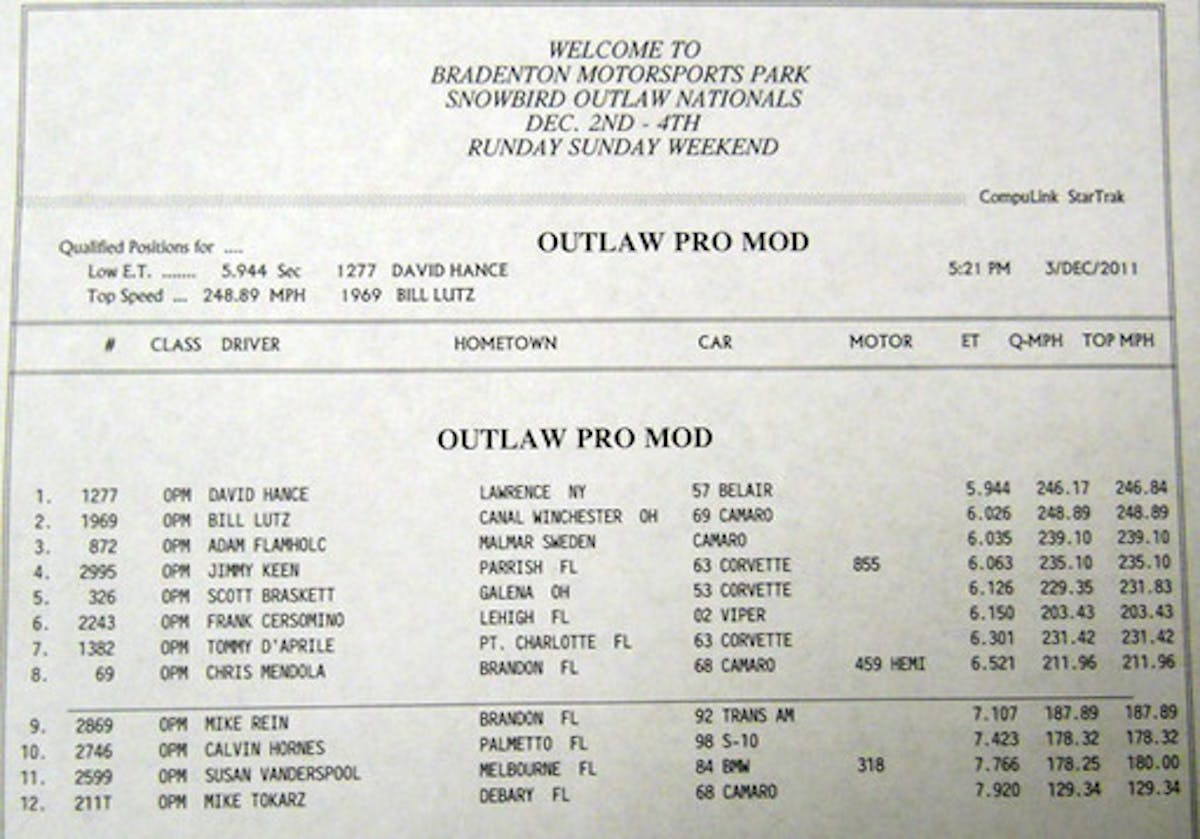 WELCOME TO
BRADENTON MOTORSPORTS PARK
SNOWBIRD OUTLAW NATIONALS
DEC. 2ND - 4TH
RUNDAY SUNDAY WEEKEND
CompuLink StarTrak
Qualified Positions for ....
OUTLAW PRO MOD
Low E.T. ....... 5.944 Sec 1277 DAVID HANCE 5:21 PM 3/DEC/2011
Top Speed ... 248.89 MPH 1969 BILL LUTZ
# CLASS DRIVER HOMETOWN CAR MOTOR ET Q-MPH TOP MPH
OUTLAW PRO MOD
1. 1277 OPM DAVID HANCE LAWRENCE NY 57 BELAIR 5.944 246.17 246.84
2. 1969 OPM BILL LUTZ CANAL WINCHESTER OH 69 CAMARO 6.026 248.89 248.89
3. 872 OPM ADAM FLAMHOLC MALMAR SWEDEN CAMARO 6.035 239.10 239.10
4. 2995 OPM JIMMY KEEN PARRISH FL 63 CORVETTE 855 6.063 235.10 235.10
5. 326 OPM SCOTT BRASKETT GALENA OH 53 CORVETTE 6.126 229.35 231.83
6. 2243 OPM FRANK CERSOMINO LEHIGH FL 02 VIPER 6.150 203.43 203.43
7. 1382 OPM TOMMY D'APRILE PT. CHARLOTTE FL 63 CORVETTE 6.301 231.42 231.42
8. 69 OPM CHRIS MENDOLA BRANDON FL 68 CAMARO 459 HEMI 6.521 211.96 211.96
9. 2869 OPM MIKE REIN BRANDON FL 92 TRANS AM 7.107 187.89 187.89
10. 2746 OPM CALVIN HORNES PALMETTO FL 98 S-10 7.423 178.32 178.32
11. 2599 OPM SUSAN VANDERSPOOL MELBOURNE FL 84 BMW 318 7.766 178.25 180.00
12. 211T OPM MIKE TOKARZ DEBARY FL 68 CAMARO 7.920 129.34 129.34